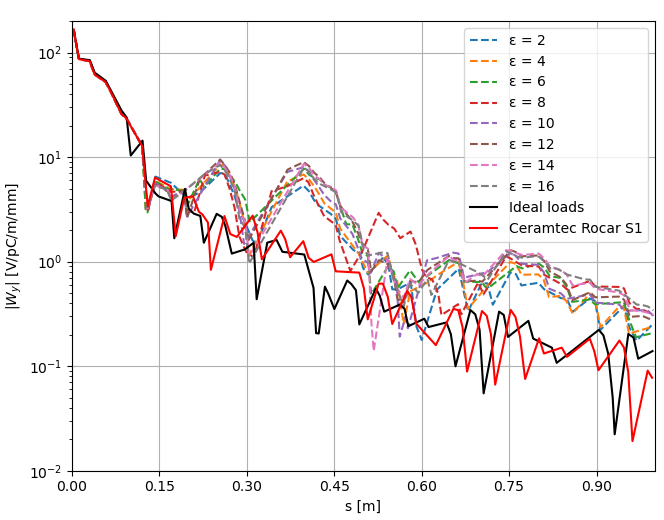 10²
10¹
10⁰
10⁻¹
10⁻²
|Wy| [V/pC/m/mm]
ε = 2
ε = 4
ε = 6
ε = 8
ε = 10
ε = 12
ε = 14
ε = 16
Ideal loads
Ceramtec Rocar S1
0.00 0.15 0.30 0.45 0.60 0.75 0.90
s [m]